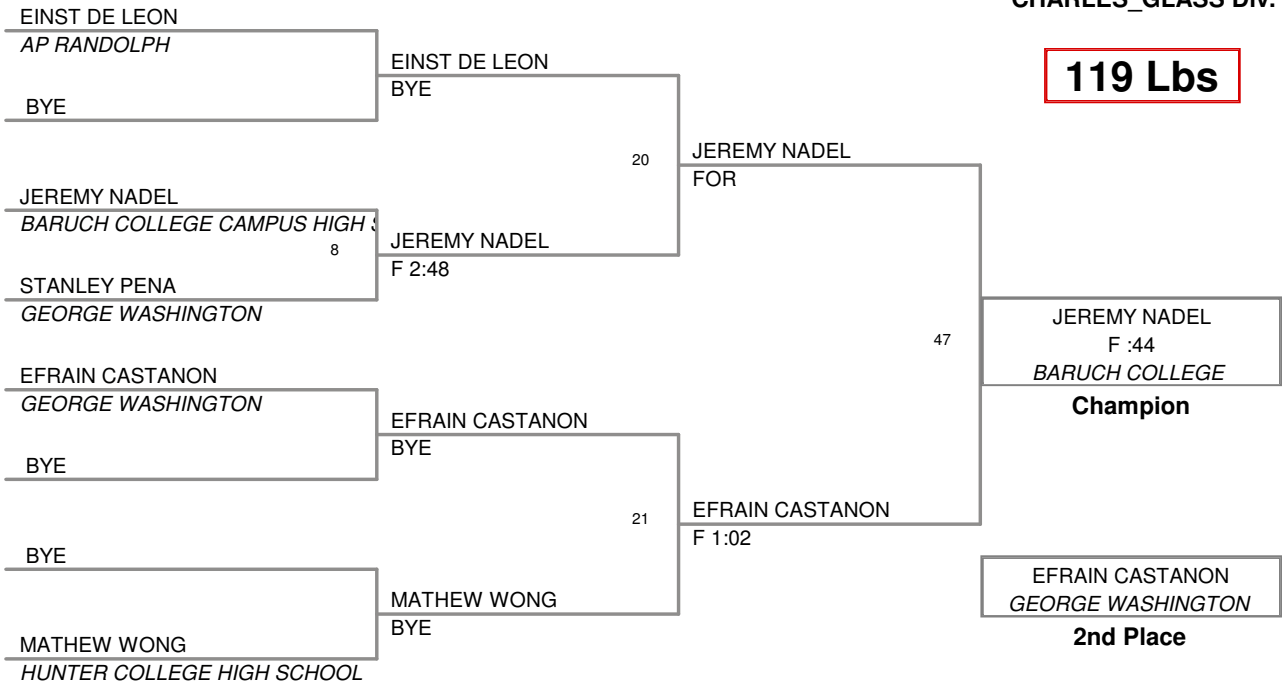 CHARLES_GLASS DIV.
119 Lbs
EINST DE LEON
AP RANDOLPH
BYE
JEREMY NADEL
BARUCH COLLEGE CAMPUS HIGH
8
STANLEY PENA
GEORGE WASHINGTON
EFRAIN CASTANON
GEORGE WASHINGTON
BYE
BYE
MATHEW WONG
HUNTER COLLEGE HIGH SCHOOL
EINST DE LEON
BYE
20
JEREMY NADEL
F 2:48
EFRAIN CASTANON
BYE
21
MATHEW WONG
BYE
JEREMY NADEL
FOR
47
EFRAIN CASTANON
F 1:02
JEREMY NADEL
F :44
BARUCH COLLEGE
Champion
EFRAIN CASTANON
GEORGE WASHINGTON
2nd Place